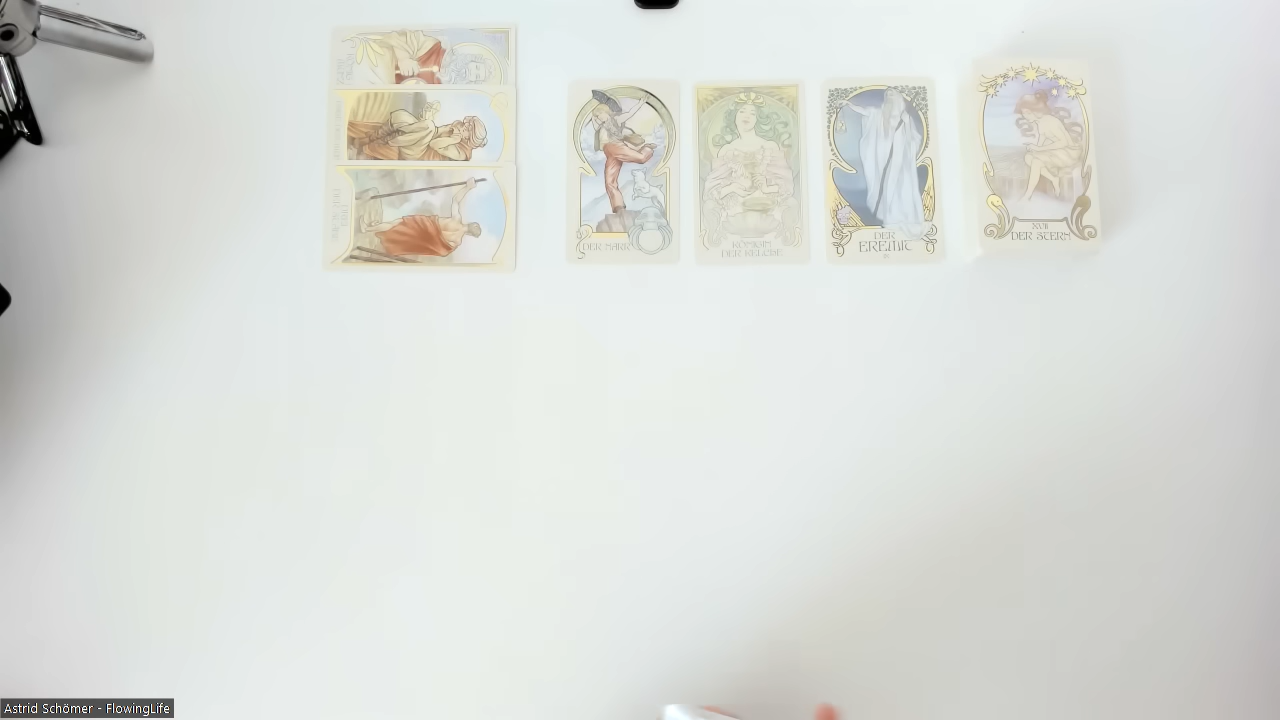 DER NARR
KÖNIGIN
DER KELCHE
DER
EREMIT
XVII
DER STERN
Astrid Schömer - FlowingLife